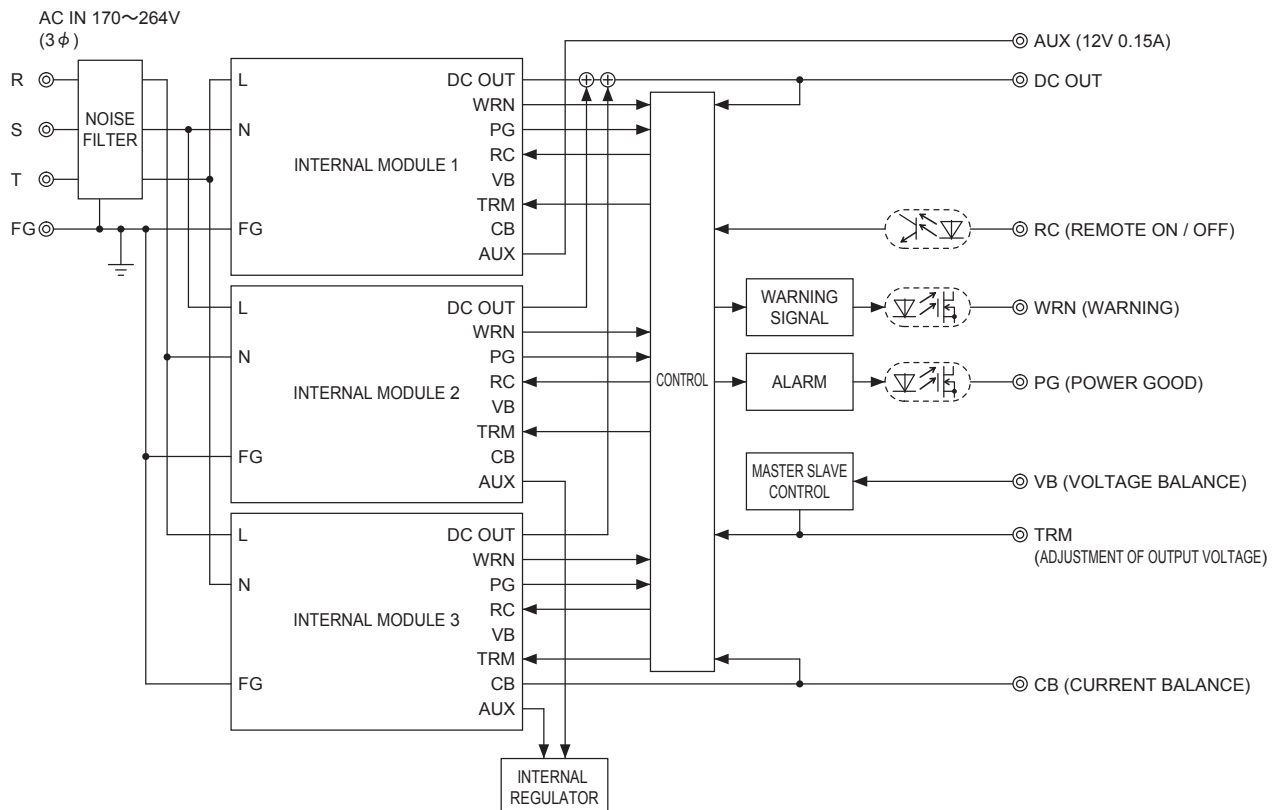 AC IN 170～264V
(3φ)
R
S
T
FG
NOISE
FILTER
L
N
FG
INTERNAL MODULE 1
DC OUT
WRN
PG
RC
VB
TRM
CB
AUX
L
N
FG
INTERNAL MODULE 2
DC OUT
WRN
PG
RC
VB
TRM
CB
AUX
L
N
FG
INTERNAL MODULE 3
DC OUT
WRN
PG
RC
VB
TRM
CB
AUX
INTERNAL
REGULATOR
CONTROL
WARNING
SIGNAL
ALARM
MASTER SLAVE
CONTROL
AUX (12V 0.15A)
DC OUT
RC (REMOTE ON / OFF)
WRN (WARNING)
PG (POWER GOOD)
VB (VOLTAGE BALANCE)
TRM
(ADJUSTMENT OF OUTPUT VOLTAGE)
CB (CURRENT BALANCE)